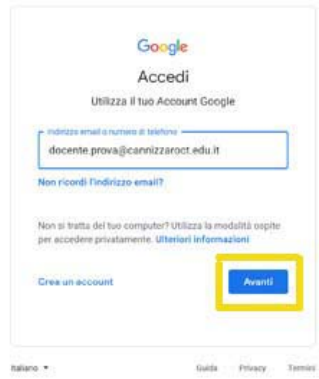 Google
Accedi
Utilizza il tuo Account Google
Indirizzo email o numero di telefono
docente.prova@cannizzaroct.edu.it
Non ricordi l'indirizzo email?
Non si tratta del tuo computer? Utilizza la modalità ospite
per accedere privatamente. Ulteriori informazioni
Crea un account Avanti
Italiano Guida Privacy Termini